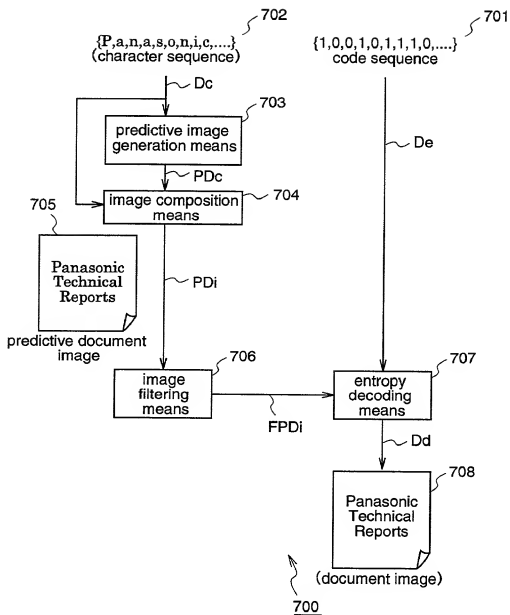 702
701
{P,a,n,a,s,o,n,i,c,....}
(character sequence)
{1,0,0,1,0,1,1,1,0,....}
code sequence
Dc
703
predictive image
generation means
De
PDc
704
image composition
means
705
Panasonic
Technical
Reports
PDi
predictive document
image
706
image
filtering
means
707
entropy
decoding
means
FPDi
Dd
708
Panasonic
Technical
Reports
(document image)
700